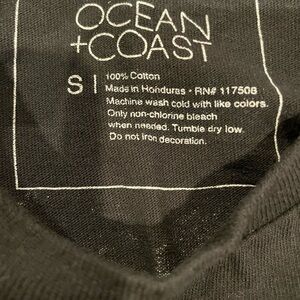 OCEAN
+COAST
S | 100% Cotton
Made in Honduras • RN# 117508
Machine wash cold with like colors.
Only non-chlorine bleach
when needed. Tumble dry low.
Do not iron decoration.